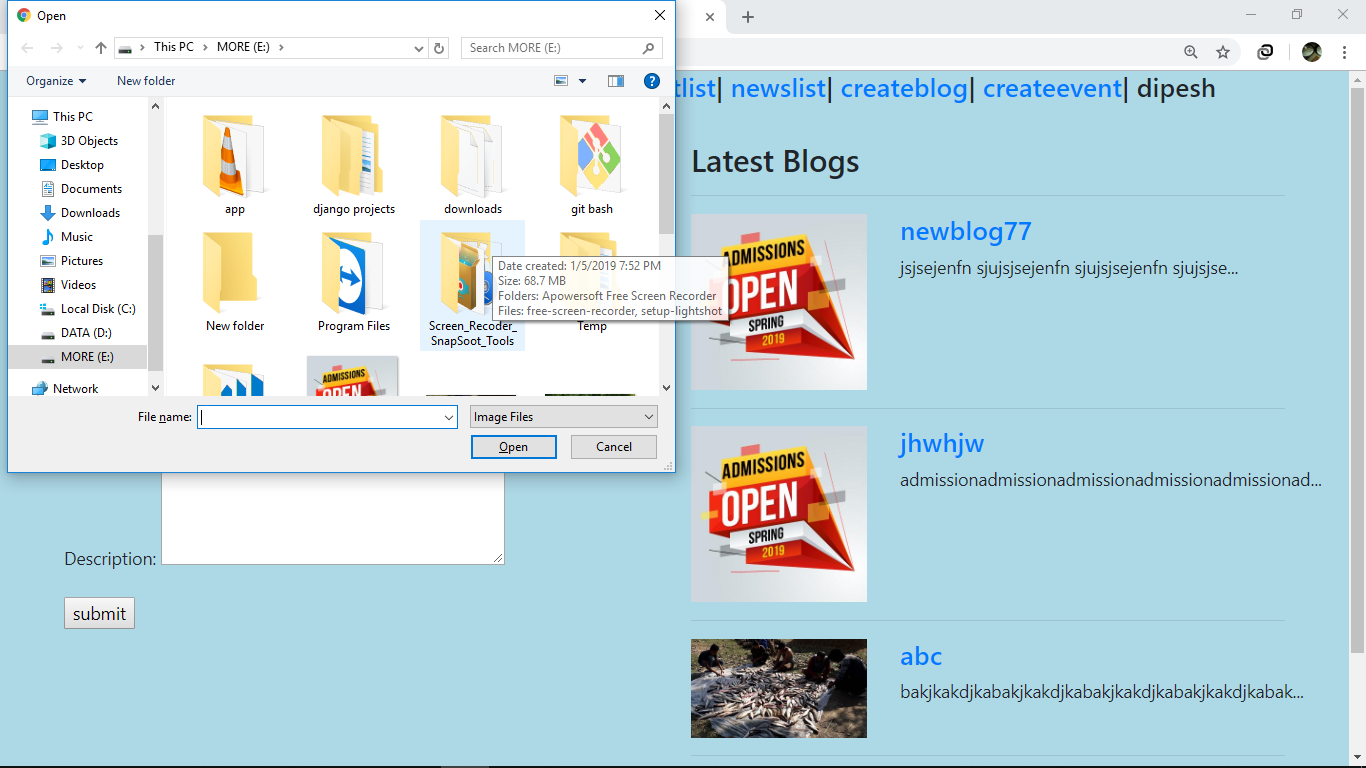 Open
This PC
MORE (E:)
Search MORE (E:)
Organize
New folder
This PC
3D Objects
Desktop
Documents
Downloads
Music
Pictures
Videos
Local Disk (C:)
DATA (D:)
MORE (E:)
Network
app
django projects
downloads
git bash
New folder
Program Files
Screen_Recoder_
SnapSoot_Tools
Temp
Date created: 1/5/2019 7:52 PM
Size: 68.7 MB
Folders: Apowersoft Free Screen Recorder
Files: free-screen-recorder, setup-lightshot
ADMISSIONS
OPEN
File name:
Image Files
Open
Cancel
Description:
submit
tlist| newslist| createblog| createevent| dipesh
Latest Blogs
ADMISSIONS
OPEN
SPRING
2019
newblog77
jsjsejenfn sjujsjsejenfn sjujsjsejenfn sjujsjse...
ADMISSIONS
OPEN
SPRING
2019
jhwhjw
admissionadmissionadmissionadmissionadmissionad...
abc
bakjkakdjkabakjkakdjkabakjkakdjkabakjkakdjkabak...